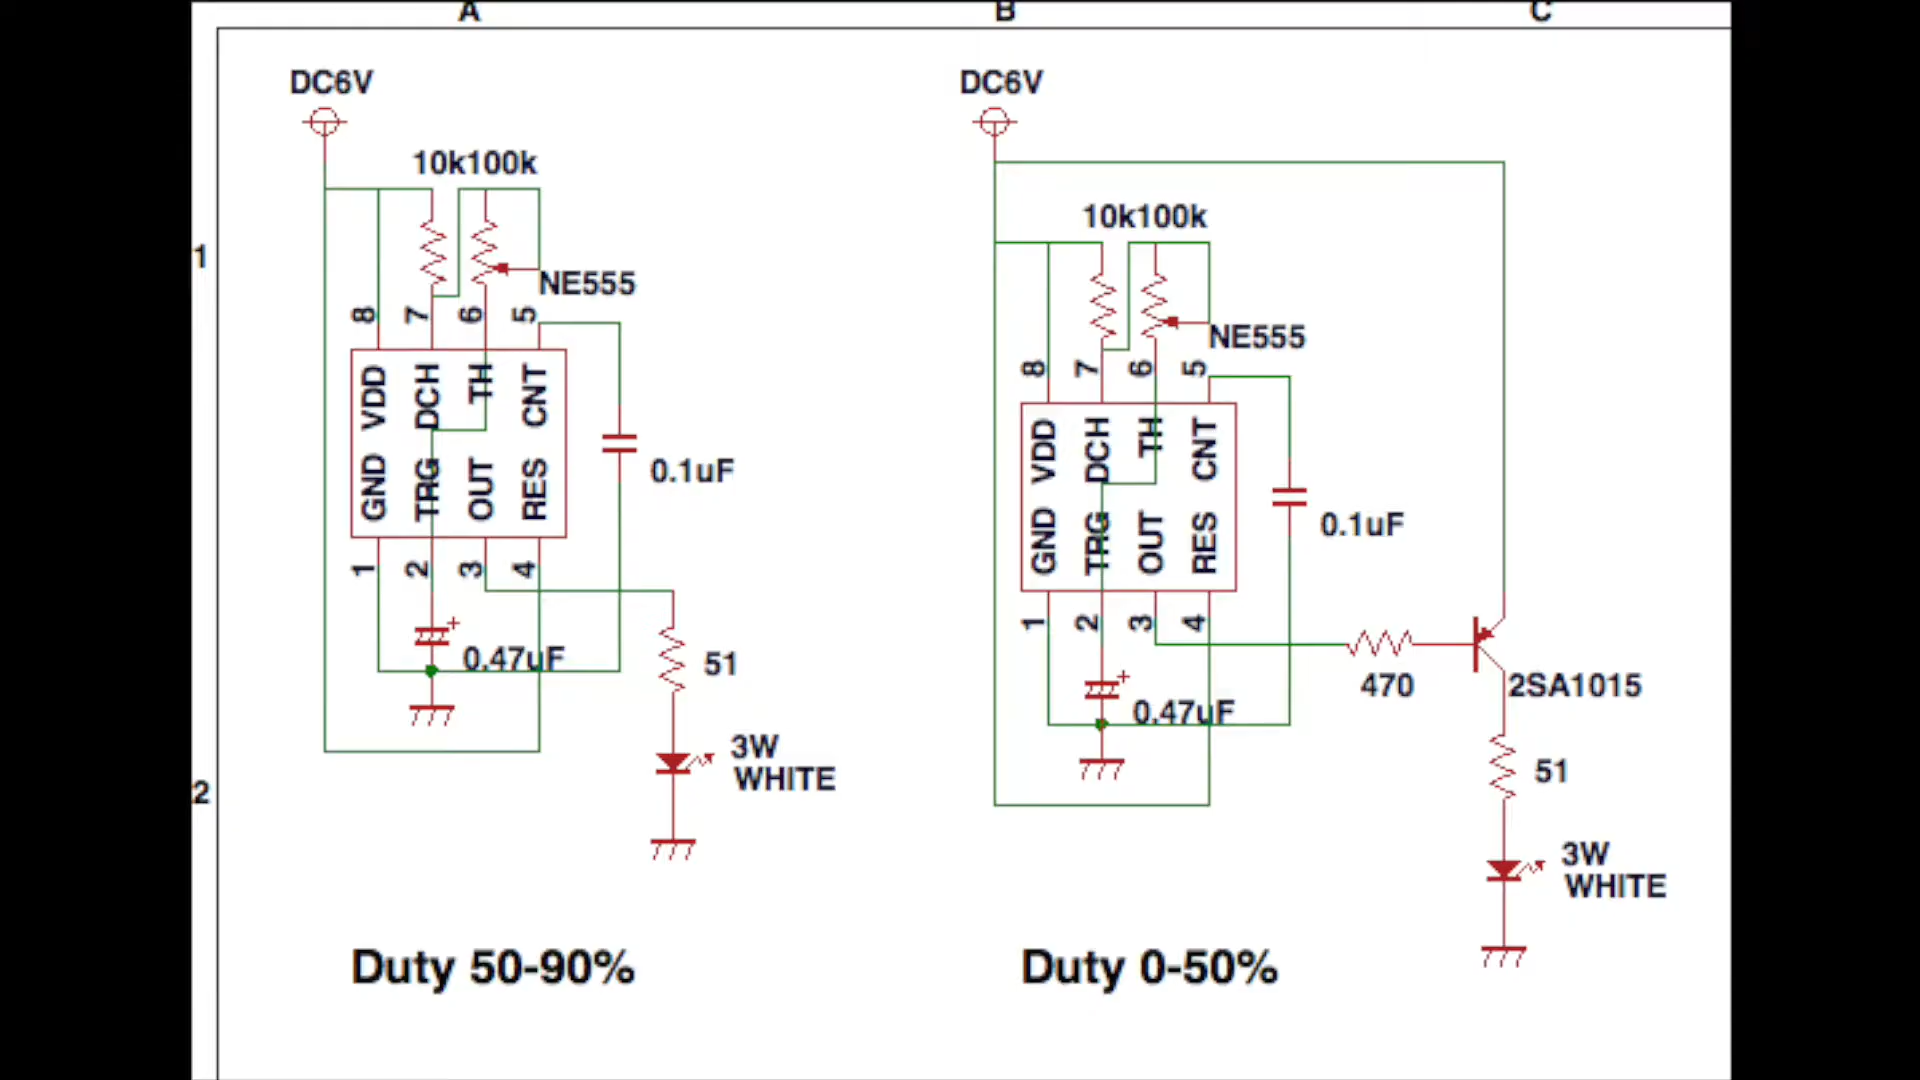 A B C
1
2
DC6V
10k100k
NE555
8 7 6 5
VDD DCH TH CNT
GND TRG OUT RES
1 2 3 4
0.1uF
+
0.47uF
51
3W
WHITE
Duty 50-90%
DC6V
10k100k
NE555
8 7 6 5
VDD DCH TH CNT
GND TRG OUT RES
1 2 3 4
0.1uF
+
0.47uF
470
2SA1015
51
3W
WHITE
Duty 0-50%